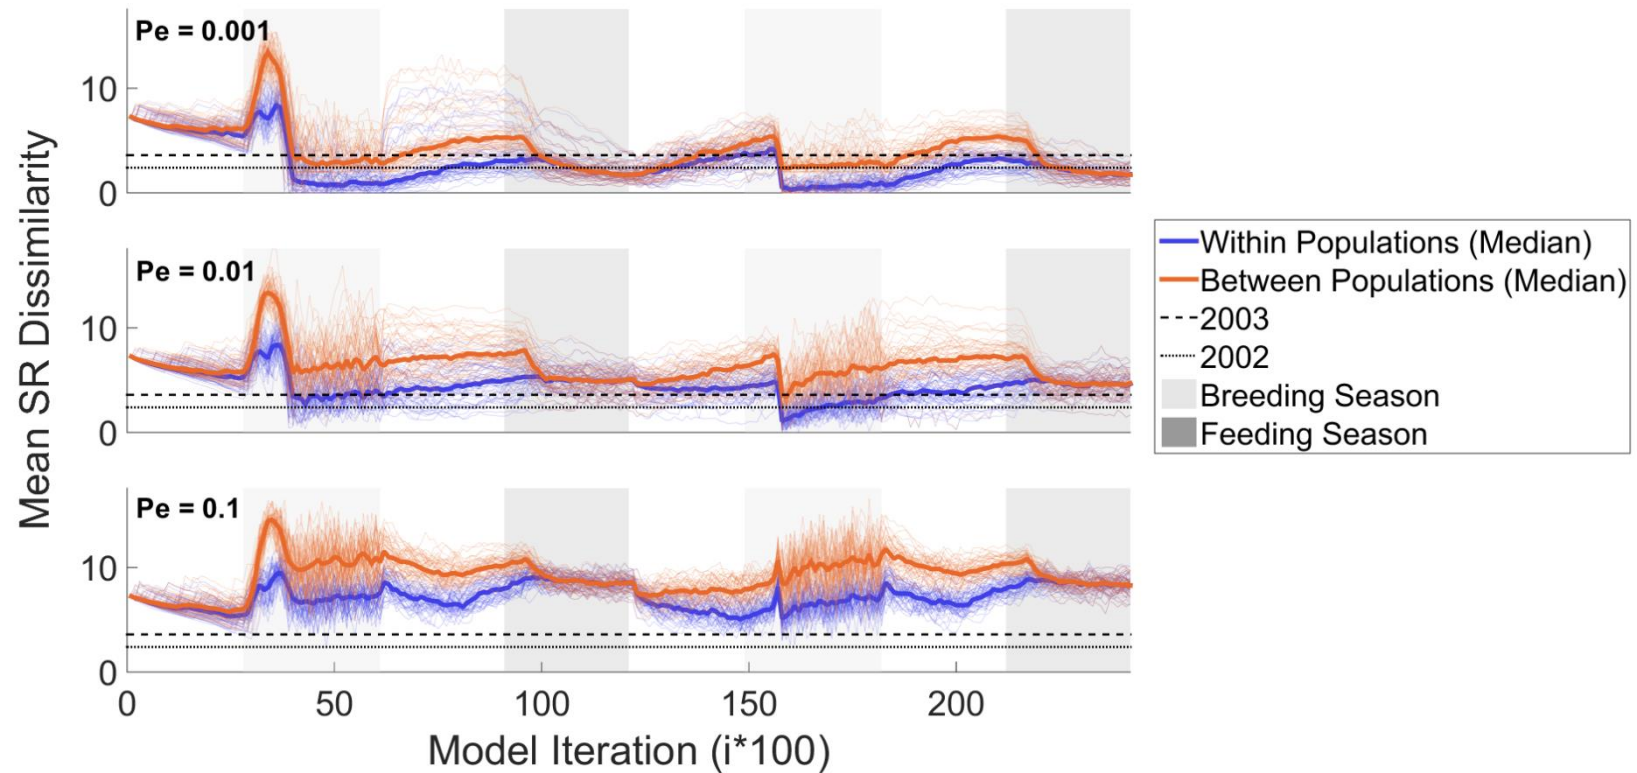 Pe = 0.001
10
0
Pe = 0.01
10
0
Pe = 0.1
10
0
0 50 100 150 200
Model Iteration (i*100)
Mean SR Dissimilarity
Within Populations (Median)
Between Populations (Median)
2003
2002
Breeding Season
Feeding Season